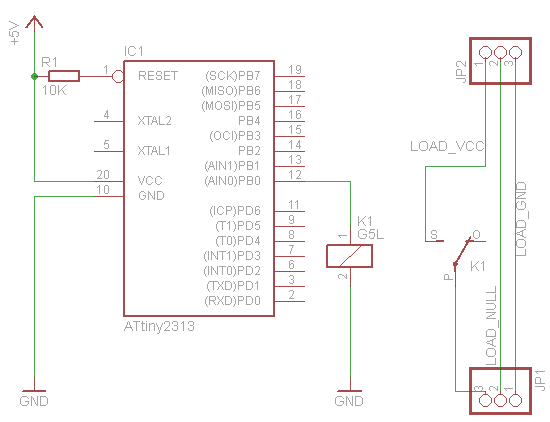 +5V
R1
10K
IC1
ATtiny2313
1 RESET
4 XTAL2
5 XTAL1
20 VCC
10 GND
(SCK)PB7 19
(MISO)PB6 18
(MOSI)PB5 17
PB4 16
(OCI)PB3 15
PB2 14
(AIN1)PB1 13
(AIN0)PB0 12
(ICP)PD6 11
(T1)PD5 9
(T0)PD4 8
(INT1)PD3 7
(INT0)PD2 6
(TXD)PD1 3
(RXD)PD0 2
GND
K1
G5L
1
2
GND
JP2
1 2 3
LOAD_VCC
LOAD_GND
LOAD_NULL
S O
K1
P
JP1
3 2 1